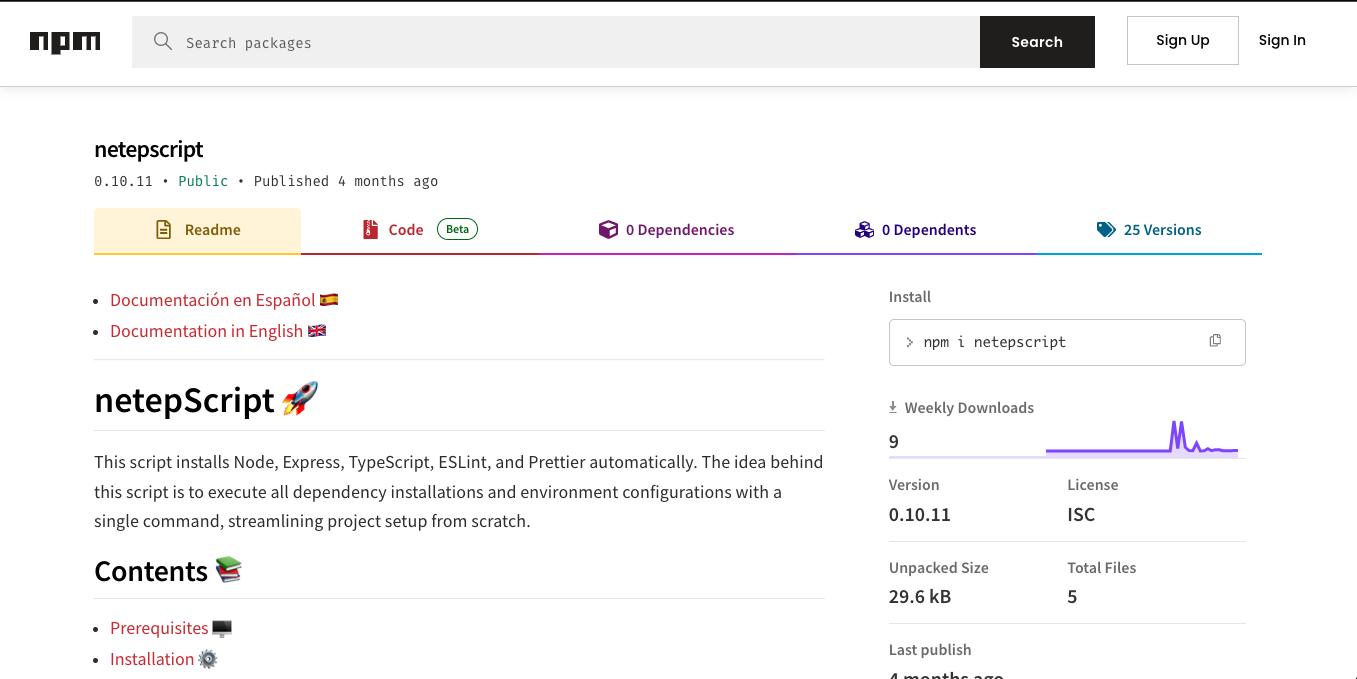 npm
Search packages
Search
Sign Up
Sign In
netepscript
0.10.11 • Public • Published 4 months ago
Readme
Code Beta
0 Dependencies
0 Dependents
25 Versions
Documentación en Español 🇪🇸
Documentation in English 🇬🇧
netepScript 🚀
This script installs Node, Express, TypeScript, ESLint, and Prettier automatically. The idea behind
this script is to execute all dependency installations and environment configurations with a
single command, streamlining project setup from scratch.
Contents 📚
Prerequisites 🖥️
Installation ⚙️
Install
> npm i netepscript
Weekly Downloads
9
Version
0.10.11
License
ISC
Unpacked Size
29.6 kB
Total Files
5
Last publish
4 months ago